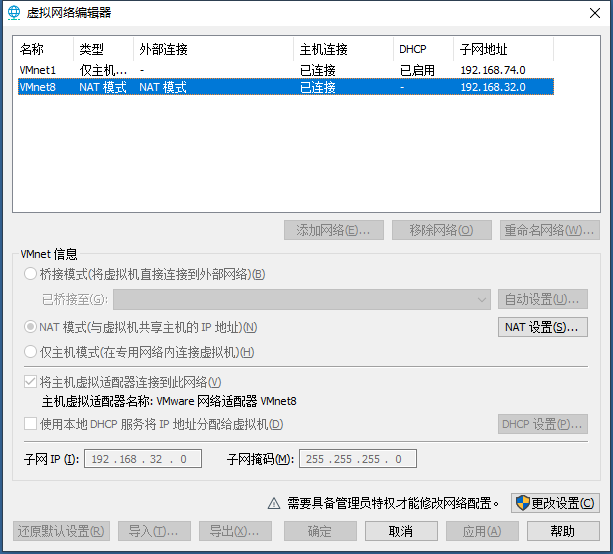 虚拟网络编辑器
名称 类型 外部连接 主机连接 DHCP 子网地址
VMnet1 仅主机... - 已连接 已启用 192.168.74.0
VMnet8 NAT 模式 NAT 模式 已连接 - 192.168.32.0
添加网络(E)... 移除网络(O) 重命名网络(W)...
VMnet 信息
桥接模式(将虚拟机直接连接到外部网络)(B)
已桥接至(G): 自动设置(U)...
NAT 模式(与虚拟机共享主机的 IP 地址)(N) NAT 设置(S)...
仅主机模式(在专用网络内连接虚拟机)(H)
将主机虚拟适配器连接到此网络(V)
主机虚拟适配器名称: VMware 网络适配器 VMnet8
使用本地 DHCP 服务将 IP 地址分配给虚拟机(D) DHCP 设置(P)...
子网 IP (I): 192 . 168 . 32 . 0 子网掩码(M): 255 . 255 . 255 . 0
需要具备管理员特权才能修改网络配置。 更改设置(C)
还原默认设置(R) 导入(T)... 导出(X)... 确定 取消 应用(A) 帮助